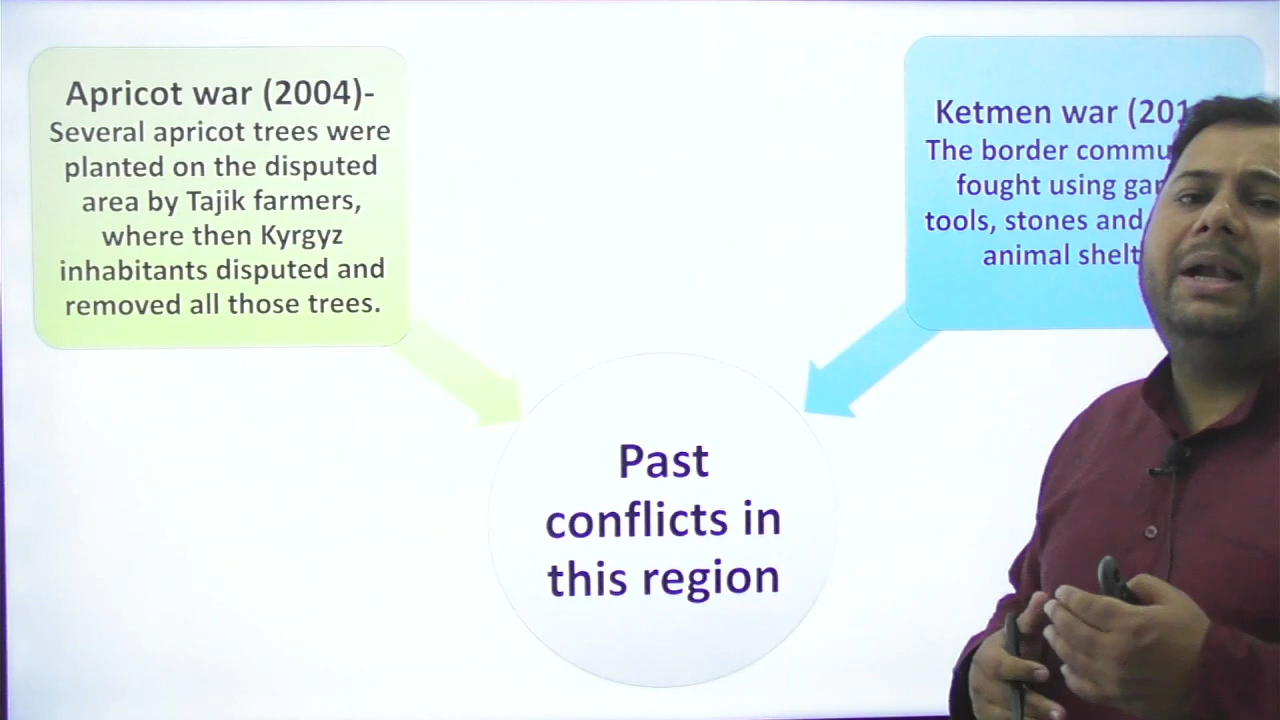 Apricot war (2004)-
Several apricot trees were
planted on the disputed
area by Tajik farmers,
where then Kyrgyz
inhabitants disputed and
removed all those trees.
Ketmen war
The border
fought using
tools, stones and
animal
Past
conflicts in
this region